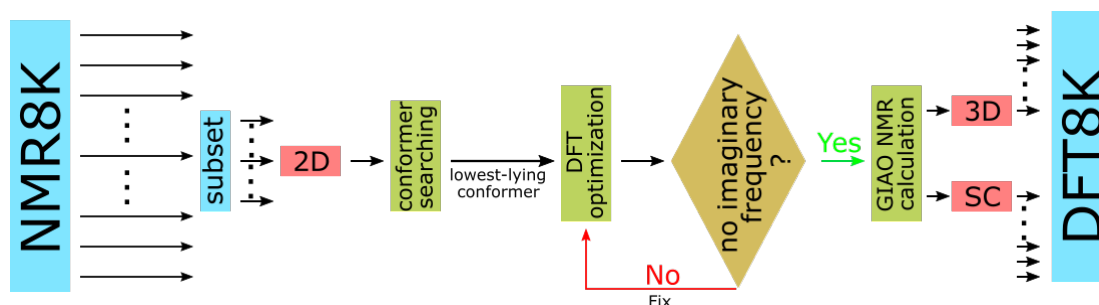 NMR8K
subset
2D
conformer
searching
lowest-lying
conformer
DFT
optimization
no imaginary
frequency
?
Yes
No
Fix
GIAO NMR
calculation
3D
SC
DFT8K